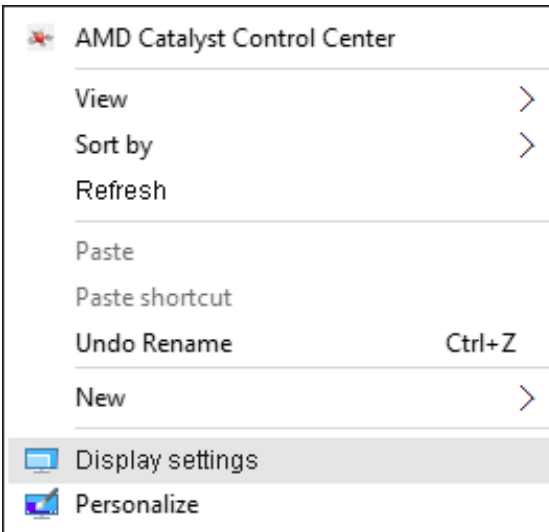 AMD Catalyst Control Center
View
Sort by
Refresh
Paste
Paste shortcut
Undo Rename Ctrl+Z
New
Display settings
Personalize